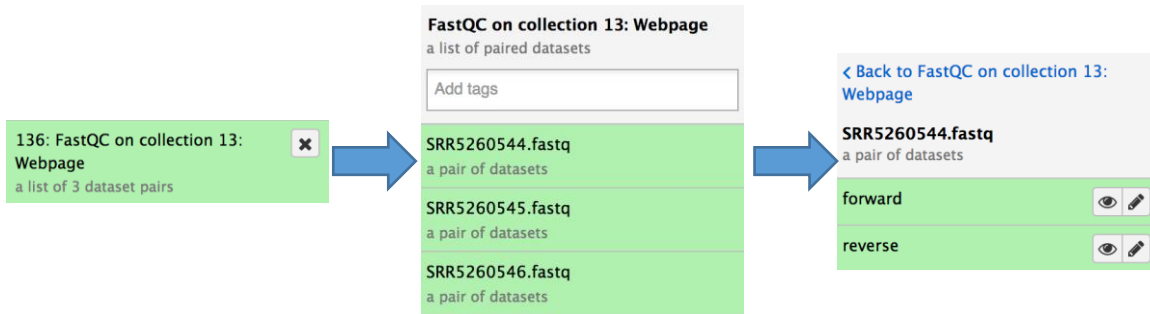 136: FastQC on collection 13:
Webpage
a list of 3 dataset pairs
FastQC on collection 13: Webpage
a list of paired datasets
Add tags
SRR5260544.fastq
a pair of datasets
SRR5260545.fastq
a pair of datasets
SRR5260546.fastq
a pair of datasets
Back to FastQC on collection 13:
Webpage
SRR5260544.fastq
a pair of datasets
forward
reverse